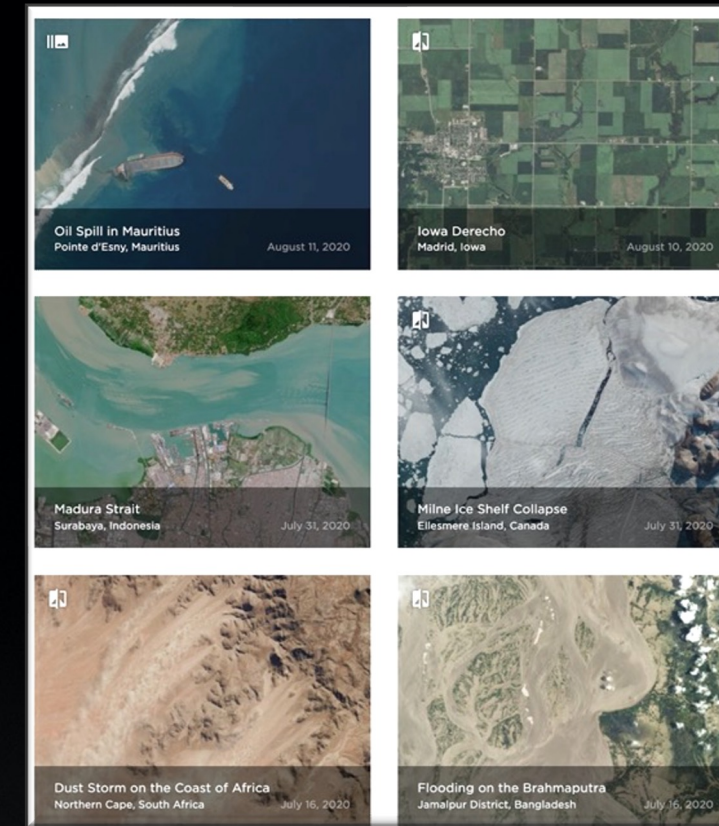 Oil Spill in Mauritius
Pointe d'Esny, Mauritius August 11, 2020
Iowa Derecho
Madrid, Iowa August 10, 2020
Madura Strait
Surabaya, Indonesia July 31, 2020
Milne Ice Shelf Collapse
Ellesmere Island, Canada July 31, 2020
Dust Storm on the Coast of Africa
Northern Cape, South Africa July 16, 2020
Flooding on the Brahmaputra
Jamalpur District, Bangladesh July 16, 2020